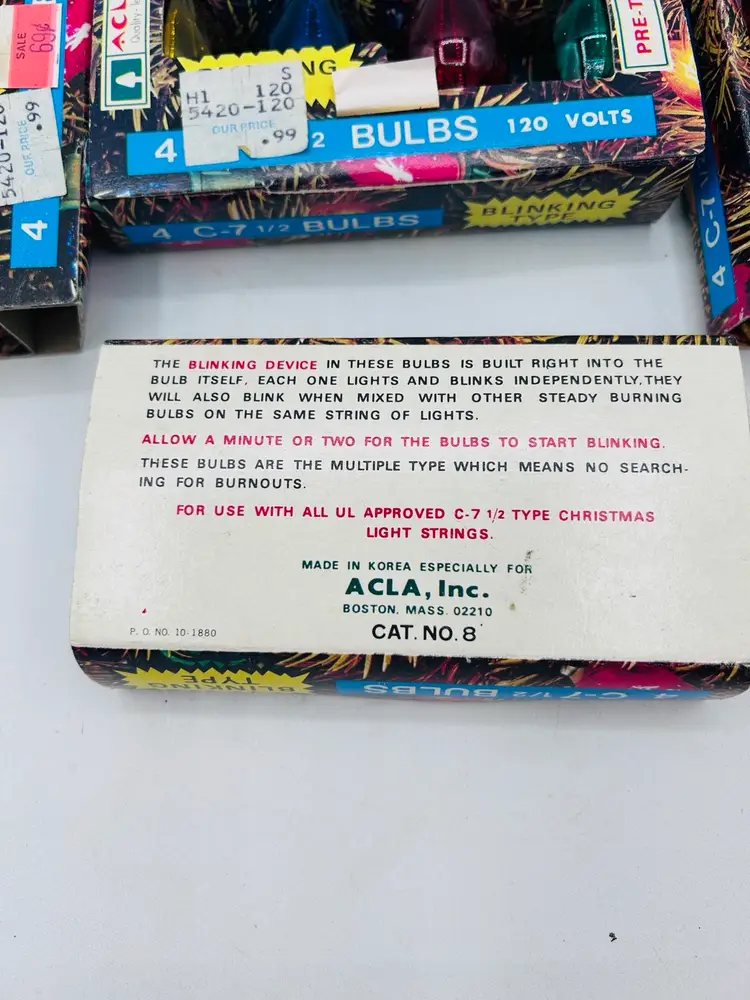 SALE
69¢
5420-120
OUR PRICE
.99
4
ACL
PRE-T
NG
S
H1 120
5420-120
OUR PRICE
.99
4 2 BULBS 120 VOLTS
4 C-7 1/2 BULBS
BLINKING
TYPE
4 C-7
THE BLINKING DEVICE IN THESE BULBS IS BUILT RIGHT INTO THE
BULB ITSELF, EACH ONE LIGHTS AND BLINKS INDEPENDENTLY,THEY
WILL ALSO BLINK WHEN MIXED WITH OTHER STEADY BURNING
BULBS ON THE SAME STRING OF LIGHTS.
ALLOW A MINUTE OR TWO FOR THE BULBS TO START BLINKING.
THESE BULBS ARE THE MULTIPLE TYPE WHICH MEANS NO SEARCH-
ING FOR BURNOUTS.
FOR USE WITH ALL UL APPROVED C-7 1/2 TYPE CHRISTMAS
LIGHT STRINGS.
MADE IN KOREA ESPECIALLY FOR
ACLA, Inc.
BOSTON, MASS. 02210
P. O. NO. 10-1880
CAT. NO. 8
BLINKING
TYPE
4 C-7 1/2 BULBS